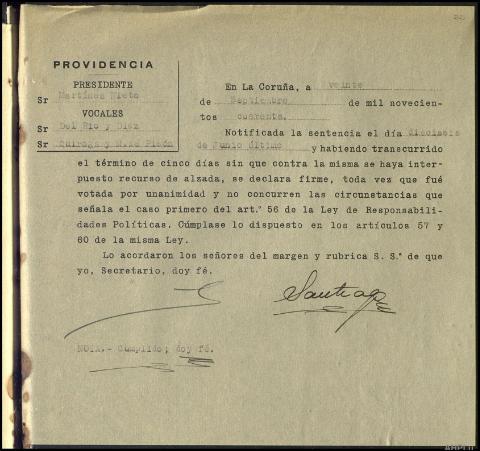 PROVIDENCIA
PRESIDENTE
Sr Martínez Nieto
VOCALES
Sr Del Río y Díez
Sr Quiroga y
En La Coruña, a veinte
de Septiembre de mil novecien-
tos cuarenta.
Notificada la sentencia el día dieciseis
de Junio último y habiendo transcurrido
el término de cinco días sin que contra la misma se haya inter-
puesto recurso de alzada, se declara firme, toda vez que fué
votada por unanimidad y no concurren las circunstancias que
señala el caso primero del art.º 56 de la Ley de Responsabili-
dades Políticas. Cúmplase lo dispuesto en los artículos 57 y
60 de la misma Ley.
Lo acordaron los señores del margen y rubrica S. S.ª de que
yo, Secretario, doy fé.
Santiago
NOTA.- Cumplido; doy fé.